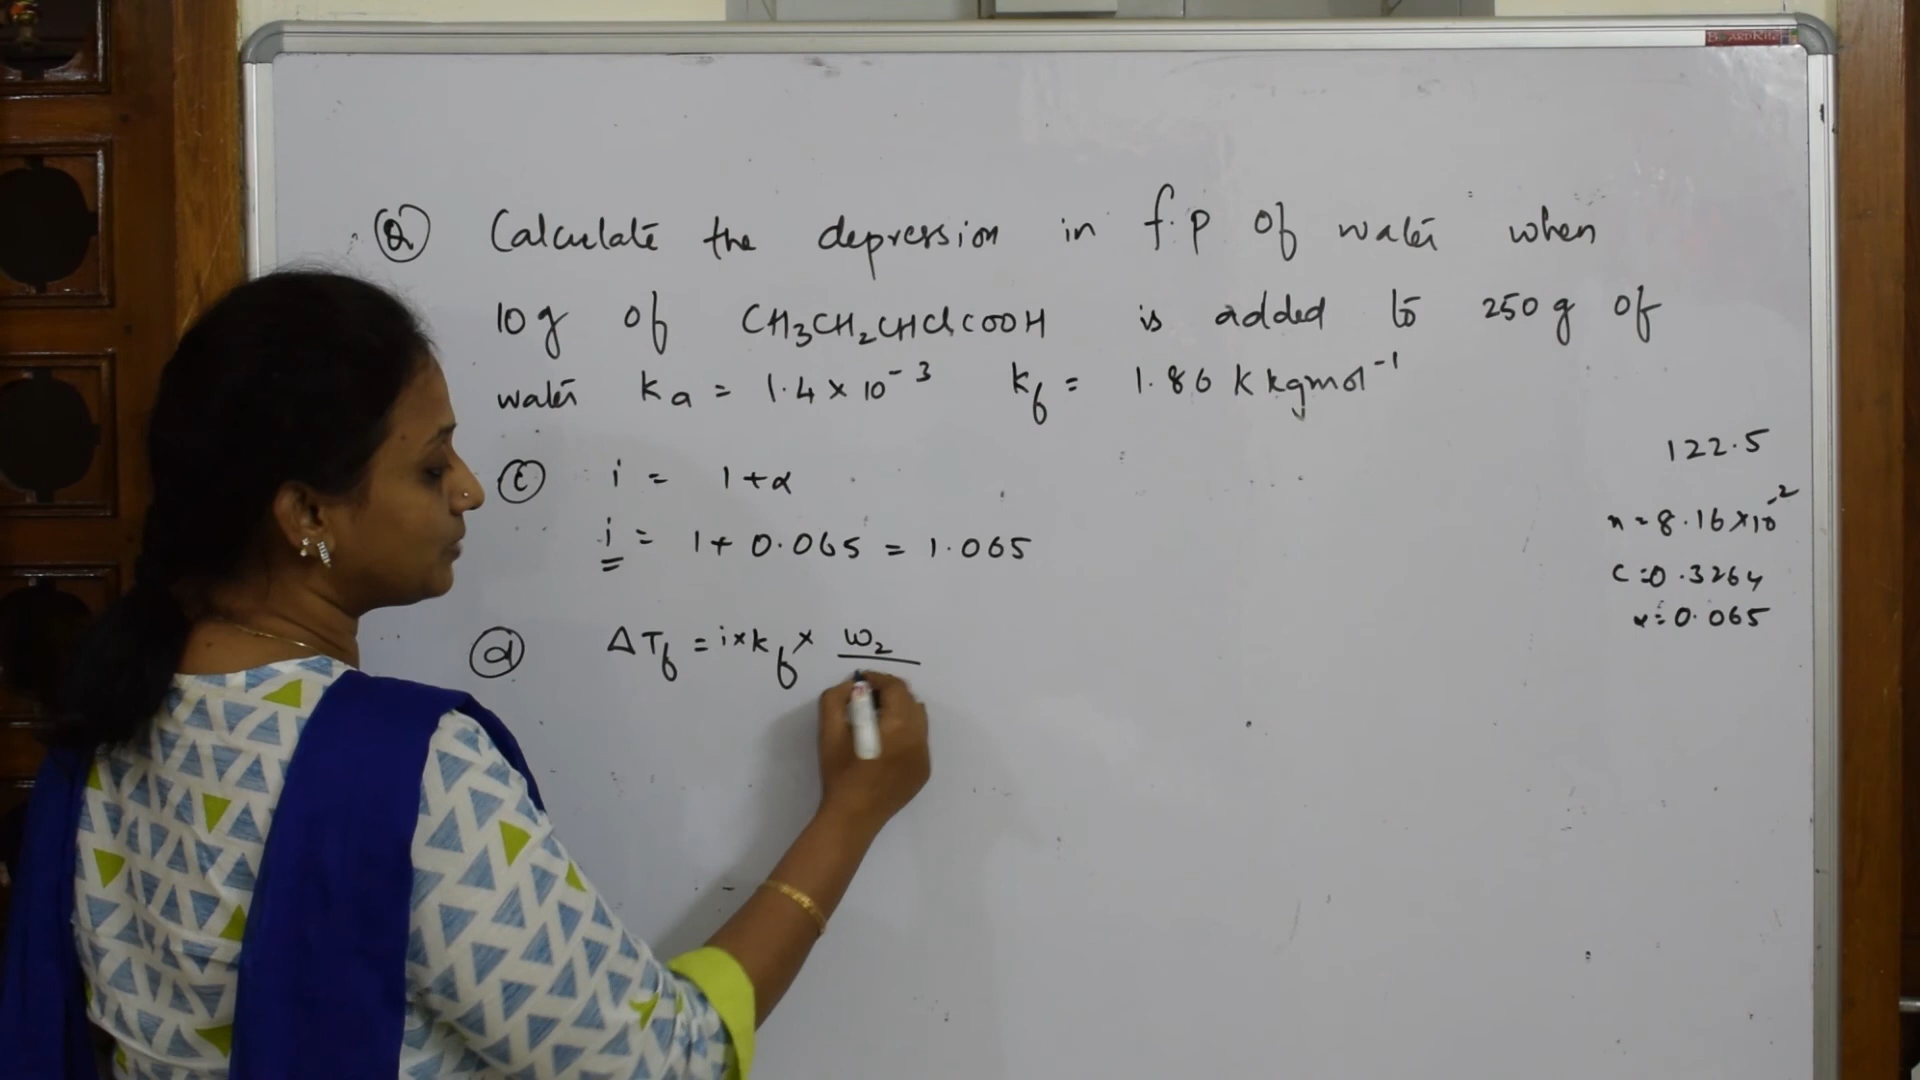 Q Calculate the depression in f.p of water when
10g of CH3CH2CHClCOOH is added to 250g of
water ka = 1.4 x 10⁻³ kf = 1.86 K kgmol⁻¹
c i = 1+α
i = 1+ 0.065 = 1.065
d ΔTf = i x kf x w₂
122.5
n = 8.16 x 10⁻²
c = 0.3264
α = 0.065